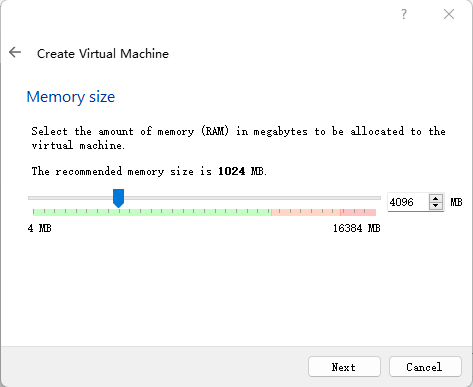 ?
Create Virtual Machine
Memory size
Select the amount of memory (RAM) in megabytes to be allocated to the
virtual machine.
The recommended memory size is 1024 MB.
4096 MB
4 MB 16384 MB
Next Cancel